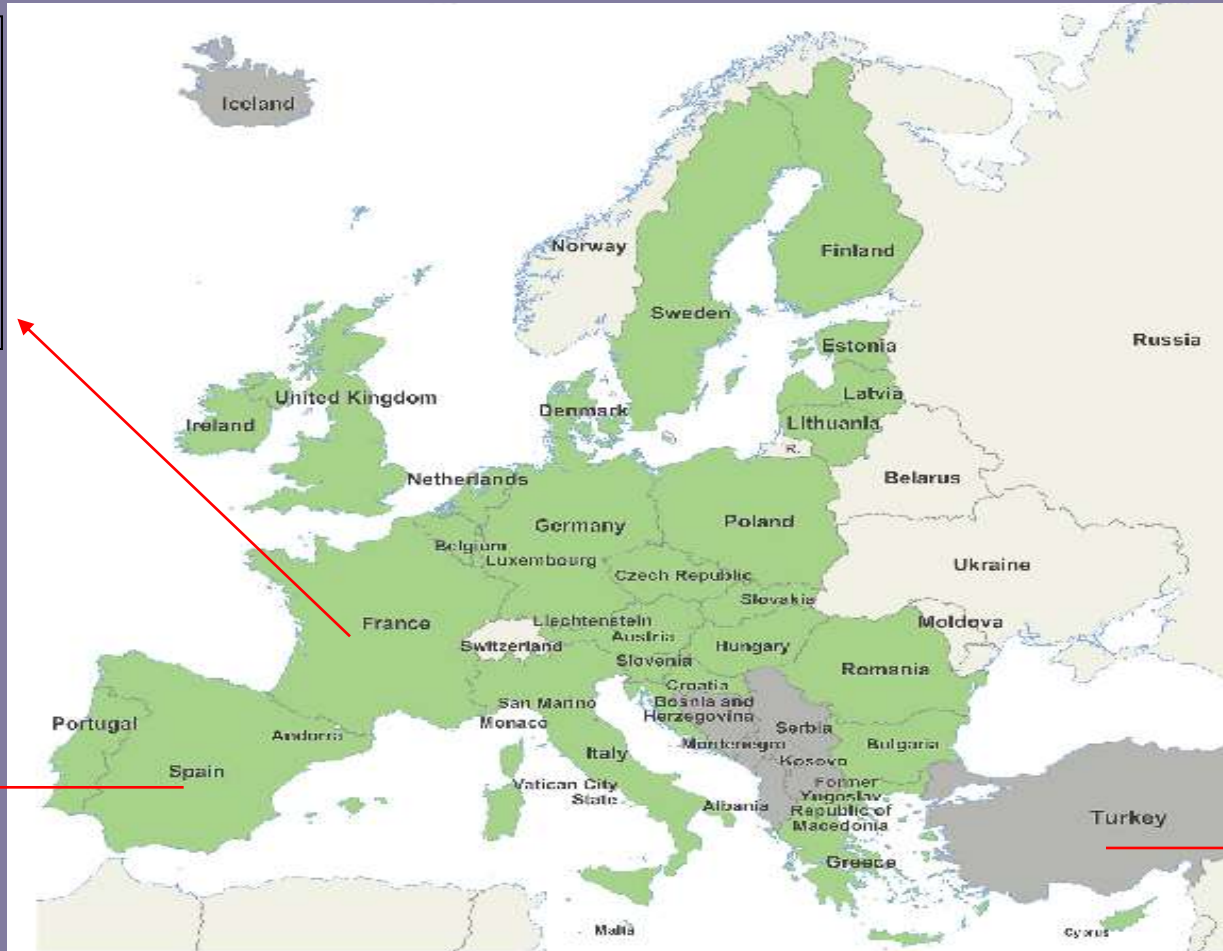 Iceland
Norway
Finland
Sweden
Russia
Estonia
Latvia
United Kingdom
Denmark
Lithuania
Ireland
R.
Netherlands
Belarus
Germany
Poland
Belgium
Luxembourg
Ukraine
Czech Republic
Slovakia
France
Liechtenstein
Moldova
Austria
Switzerland
Hungary
Slovenia
Romania
Croatia
San Marino
Bosnia and
Herzegovina
Portugal
Monaco
Serbia
Andorra
Montenegro
Bulgaria
Italy
Kosovo
Spain
Vatican City
State
Former
Yugoslav
Republic of
Macedonia
Albania
Turkey
Greece
Malta
Cyprus